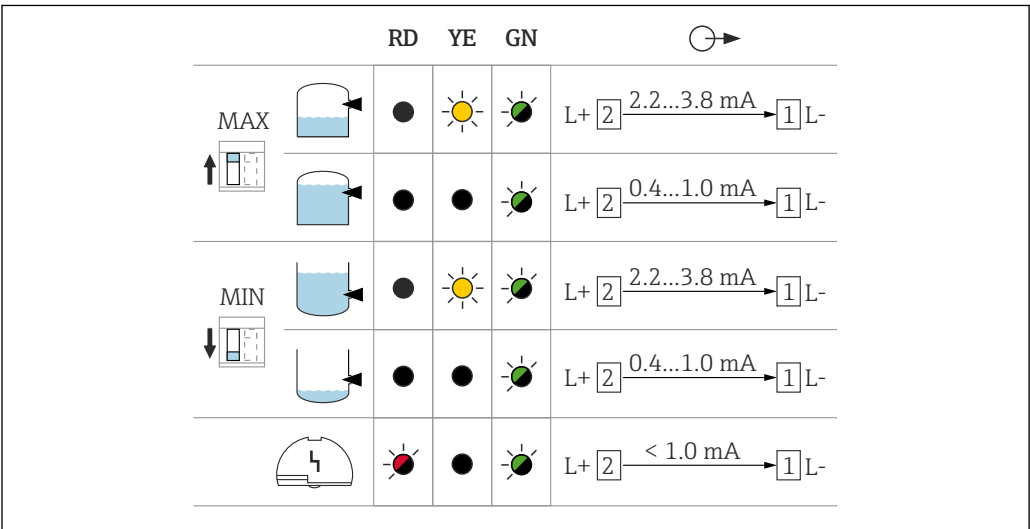 RD YE GN
MAX
L+ 2 2.2...3.8 mA 1 L-
L+ 2 0.4...1.0 mA 1 L-
MIN
L+ 2 2.2...3.8 mA 1 L-
L+ 2 0.4...1.0 mA 1 L-
L+ 2 < 1.0 mA 1 L-